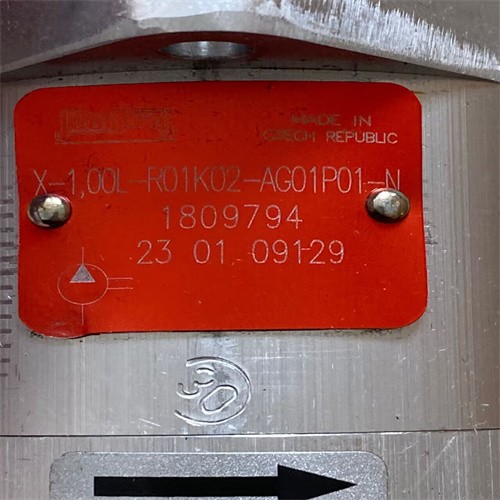 MADE IN
CZECH REPUBLIC
X-1,00L-R01K02-AG01P01-N
1809794
23 01 09129